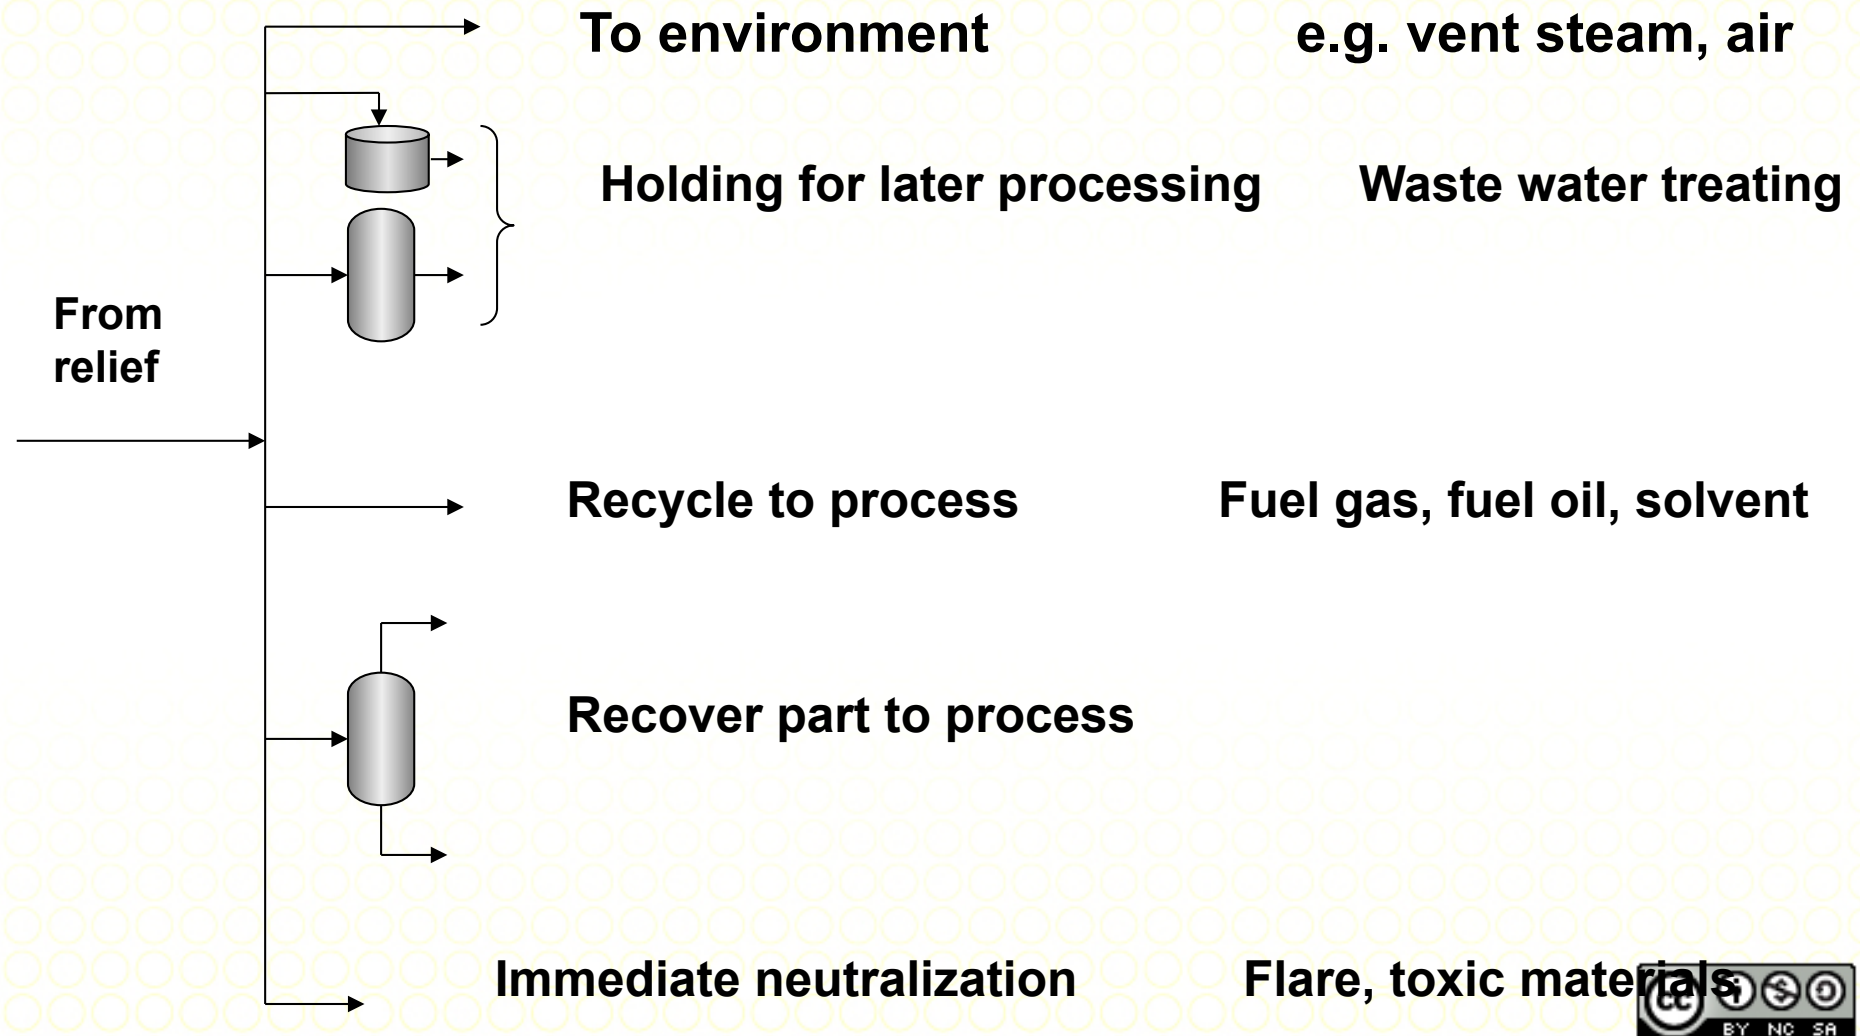 To environment e.g. vent steam, air
Holding for later processing Waste water treating
From
relief
Recycle to process Fuel gas, fuel oil, solvent
Recover part to process
Immediate neutralization Flare, toxic materials
cc
BY NC SA